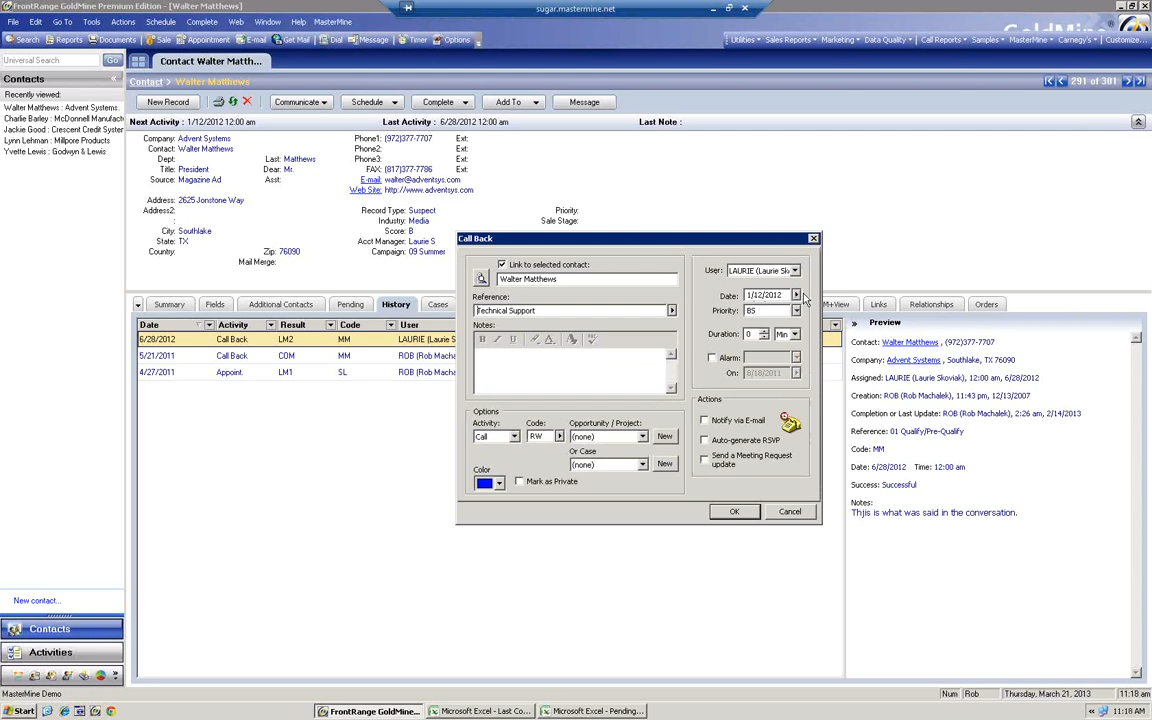 FrontRange GoldMine Premium Edition - [Walter Matthews]
sugar.mastermine.net
File Edit Go To Tools Actions Schedule Complete Web Window Help MasterMine
Search Reports Documents Sale Appointment E-mail Get Mail Dial Message Timer Options
Utilities Sales Reports Marketing Data Quality Call Reports Samples MasterMine Carnegy's Customize...
Universal Search Go
Contact Walter Matth...
Contacts
Contact: Walter Matthews
291 of 301
Recently viewed:
Walter Matthews : Advent Systems.
Charlie Barley : McDonnell Manufact
Jackie Good : Crescent Credit System
Lynn Lehman : Millpore Products
Yvette Lewis : Godwyn & Lewis
New Record Communicate Schedule Complete Add To Message
Next Activity: 1/12/2012 12:00 am Last Activity: 6/28/2012 12:00 am Last Note:
Company: Advent Systems
Contact: Walter Matthews
Dept: Last: Matthews
Title: President Dear: Mr.
Source: Magazine Ad Asst:
Phone1: (972)377-7707 Ext:
Phone2: Ext:
Phone3: Ext:
FAX: (817)377-7786 Ext:
E-mail: walter@adventsys.com
Web Site: http://www.adventsys.com
Address: 2625 Jonstone Way
Address2:
:
City: Southlake
State: TX
Country: Zip: 76090
Mail Merge:
Record Type: Suspect
Industry: Media
Score: B
Acct Manager: Laurie S
Campaign: 09 Summer
Priority:
Sale Stage:
Summary Fields Additional Contacts Pending History Cases
M+View Links Relationships Orders
Date Activity Result Code User
6/28/2012 Call Back LM2 MM LAURIE (Laurie S
5/21/2011 Call Back COM MM ROB (Rob Macha
4/27/2011 Appoint. LM1 SL ROB (Rob Macha
Call Back
Link to selected contact:
Walter Matthews
Reference:
Technical Support
Notes:
B I U
User: LAURIE (Laurie Sko
Date: 1/12/2012
Priority: BS
Duration: 0 Min
Alarm:
On: 8/18/2011
Options
Activity: Code: Opportunity / Project:
Call RW (none) New
Or Case
(none) New
Color
Mark as Private
Actions
Notify via E-mail
Auto-generate RSVP
Send a Meeting Request
update
OK Cancel
Preview
Contact: Walter Matthews , (972)377-7707
Company: Advent Systems , Southlake, TX 76090
Assigned: LAURIE (Laurie Skoviak), 12:00 am, 6/28/2012
Creation: ROB (Rob Machalek), 11:43 pm, 12/13/2007
Completion or Last Update: ROB (Rob Machalek), 2:26 am, 2/14/2013
Reference: 01 Qualify/Pre-Qualify
Code: MM
Date: 6/28/2012 Time: 12:00am
Success: Successful
Notes:
Thjis is what was said in the conversation.
New contact...
Contacts
Activities
MasterMine Demo
Num Rob Thursday, March 21, 2013 11:18 am
Start FrontRange GoldMine... Microsoft Excel - Last Co... Microsoft Excel - Pending... 11:18 AM